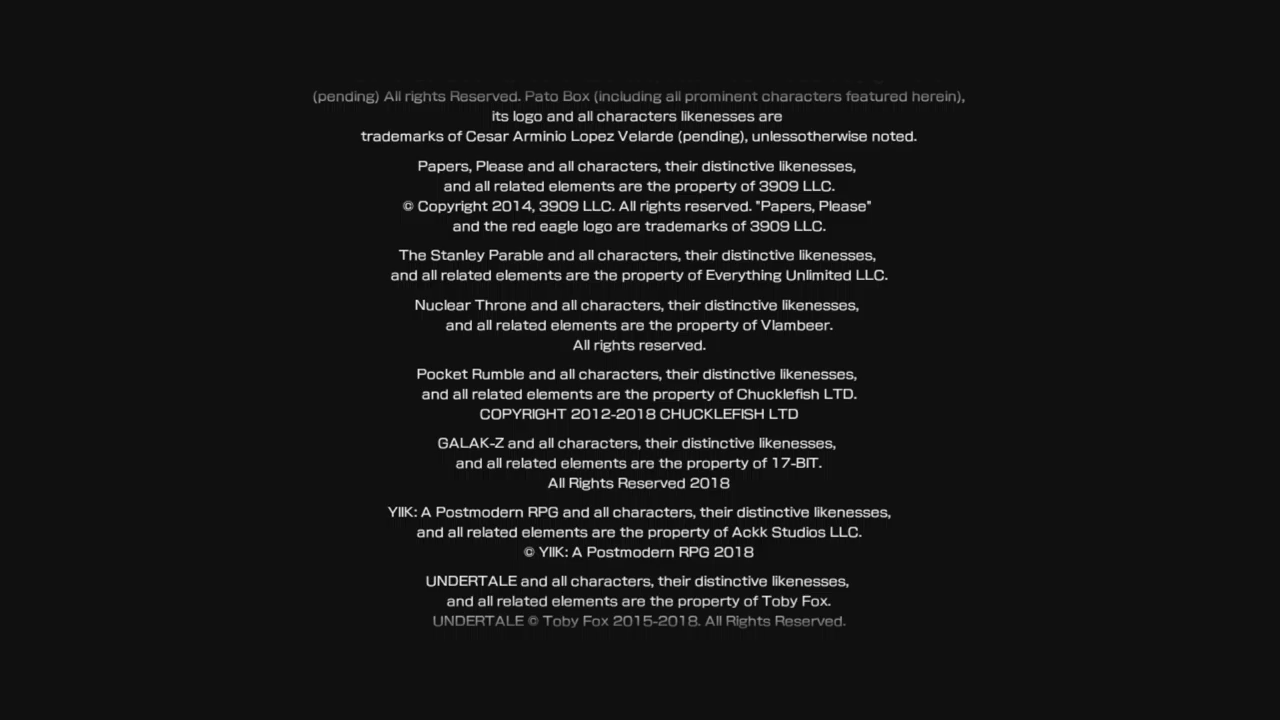 (pending) All rights Reserved. Pato Box (including all prominent characters featured herein),
its logo and all characters likenesses are
trademarks of Cesar Arminio Lopez Velarde (pending), unlessotherwise noted.
Papers, Please and all characters, their distinctive likenesses,
and all related elements are the property of 3909 LLC.
© Copyright 2014, 3909 LLC. All rights reserved. "Papers, Please"
and the red eagle logo are trademarks of 3909 LLC.
The Stanley Parable and all characters, their distinctive likenesses,
and all related elements are the property of Everything Unlimited LLC.
Nuclear Throne and all characters, their distinctive likenesses,
and all related elements are the property of Vlambeer.
All rights reserved.
Pocket Rumble and all characters, their distinctive likenesses,
and all related elements are the property of Chucklefish LTD.
COPYRIGHT 2012-2018 CHUCKLEFISH LTD
GALAK-Z and all characters, their distinctive likenesses,
and all related elements are the property of 17-BIT.
All Rights Reserved 2018
YIIK: A Postmodern RPG and all characters, their distinctive likenesses,
and all related elements are the property of Ackk Studios LLC.
© YIIK: A Postmodern RPG 2018
UNDERTALE and all characters, their distinctive likenesses,
and all related elements are the property of Toby Fox.
UNDERTALE © Toby Fox 2015-2018. All Rights Reserved.